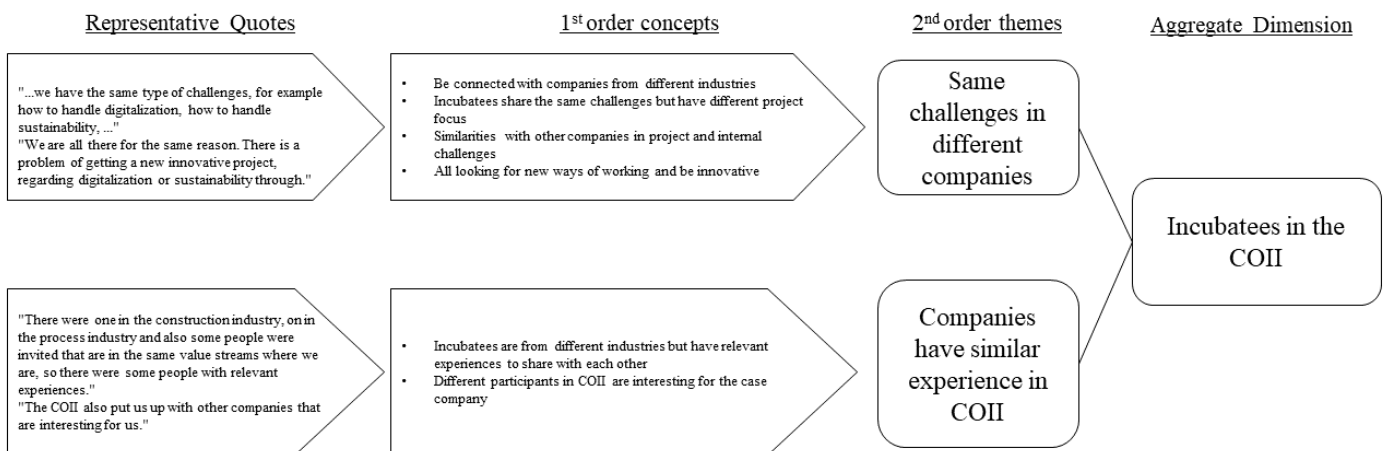 Representative Quotes
1st order concepts
2nd order themes
Aggregate Dimension
"...we have the same type of challenges, for example
how to handle digitalization, how to handle
sustainability, ..."
"We are all there for the same reason. There is a
problem of getting a new innovative project,
regarding digitalization or sustainability through."
• Be connected with companies from different industries
• Incubatees share the same challenges but have different project
focus
• Similarities with other companies in project and internal
challenges
• All looking for new ways of working and be innovative
Same
challenges in
different
companies
Incubatees in the
COII
"There were one in the construction industry, on in
the process industry and also some people were
invited that are in the same value streams where we
are, so there were some people with relevant
experiences."
"The COII also put us up with other companies that
are interesting for us."
• Incubatees are from different industries but have relevant
experiences to share with each other
• Different participants in COII are interesting for the case
company
Companies
have similar
experience in
COII